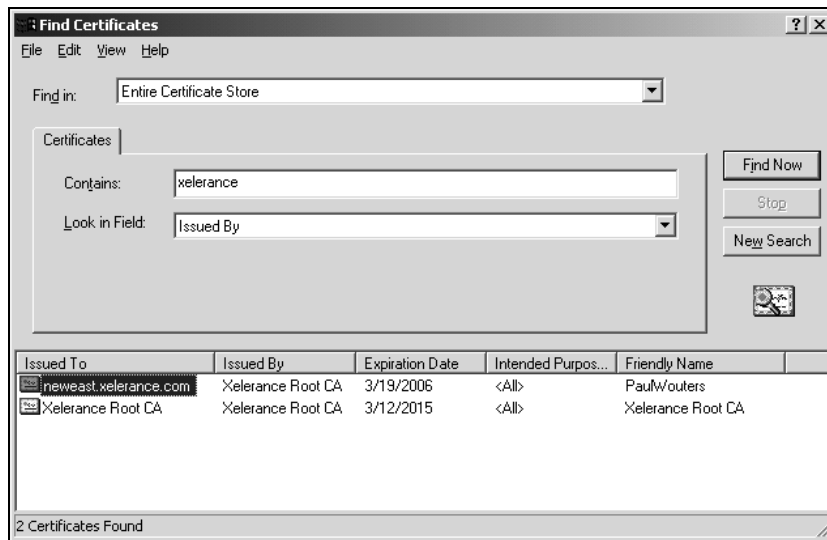 Find Certificates
File Edit View Help
Find in: Entire Certificate Store
Certificates
Contains: xelerance
Find Now
Stop
Look in Field: Issued By
New Search
Issued To Issued By Expiration Date Intended Purpos... Friendly Name
neweast.xelerance.com Xelerance Root CA 3/19/2006 <All> PaulWouters
Xelerance Root CA Xelerance Root CA 3/12/2015 <All> Xelerance Root CA
2 Certificates Found